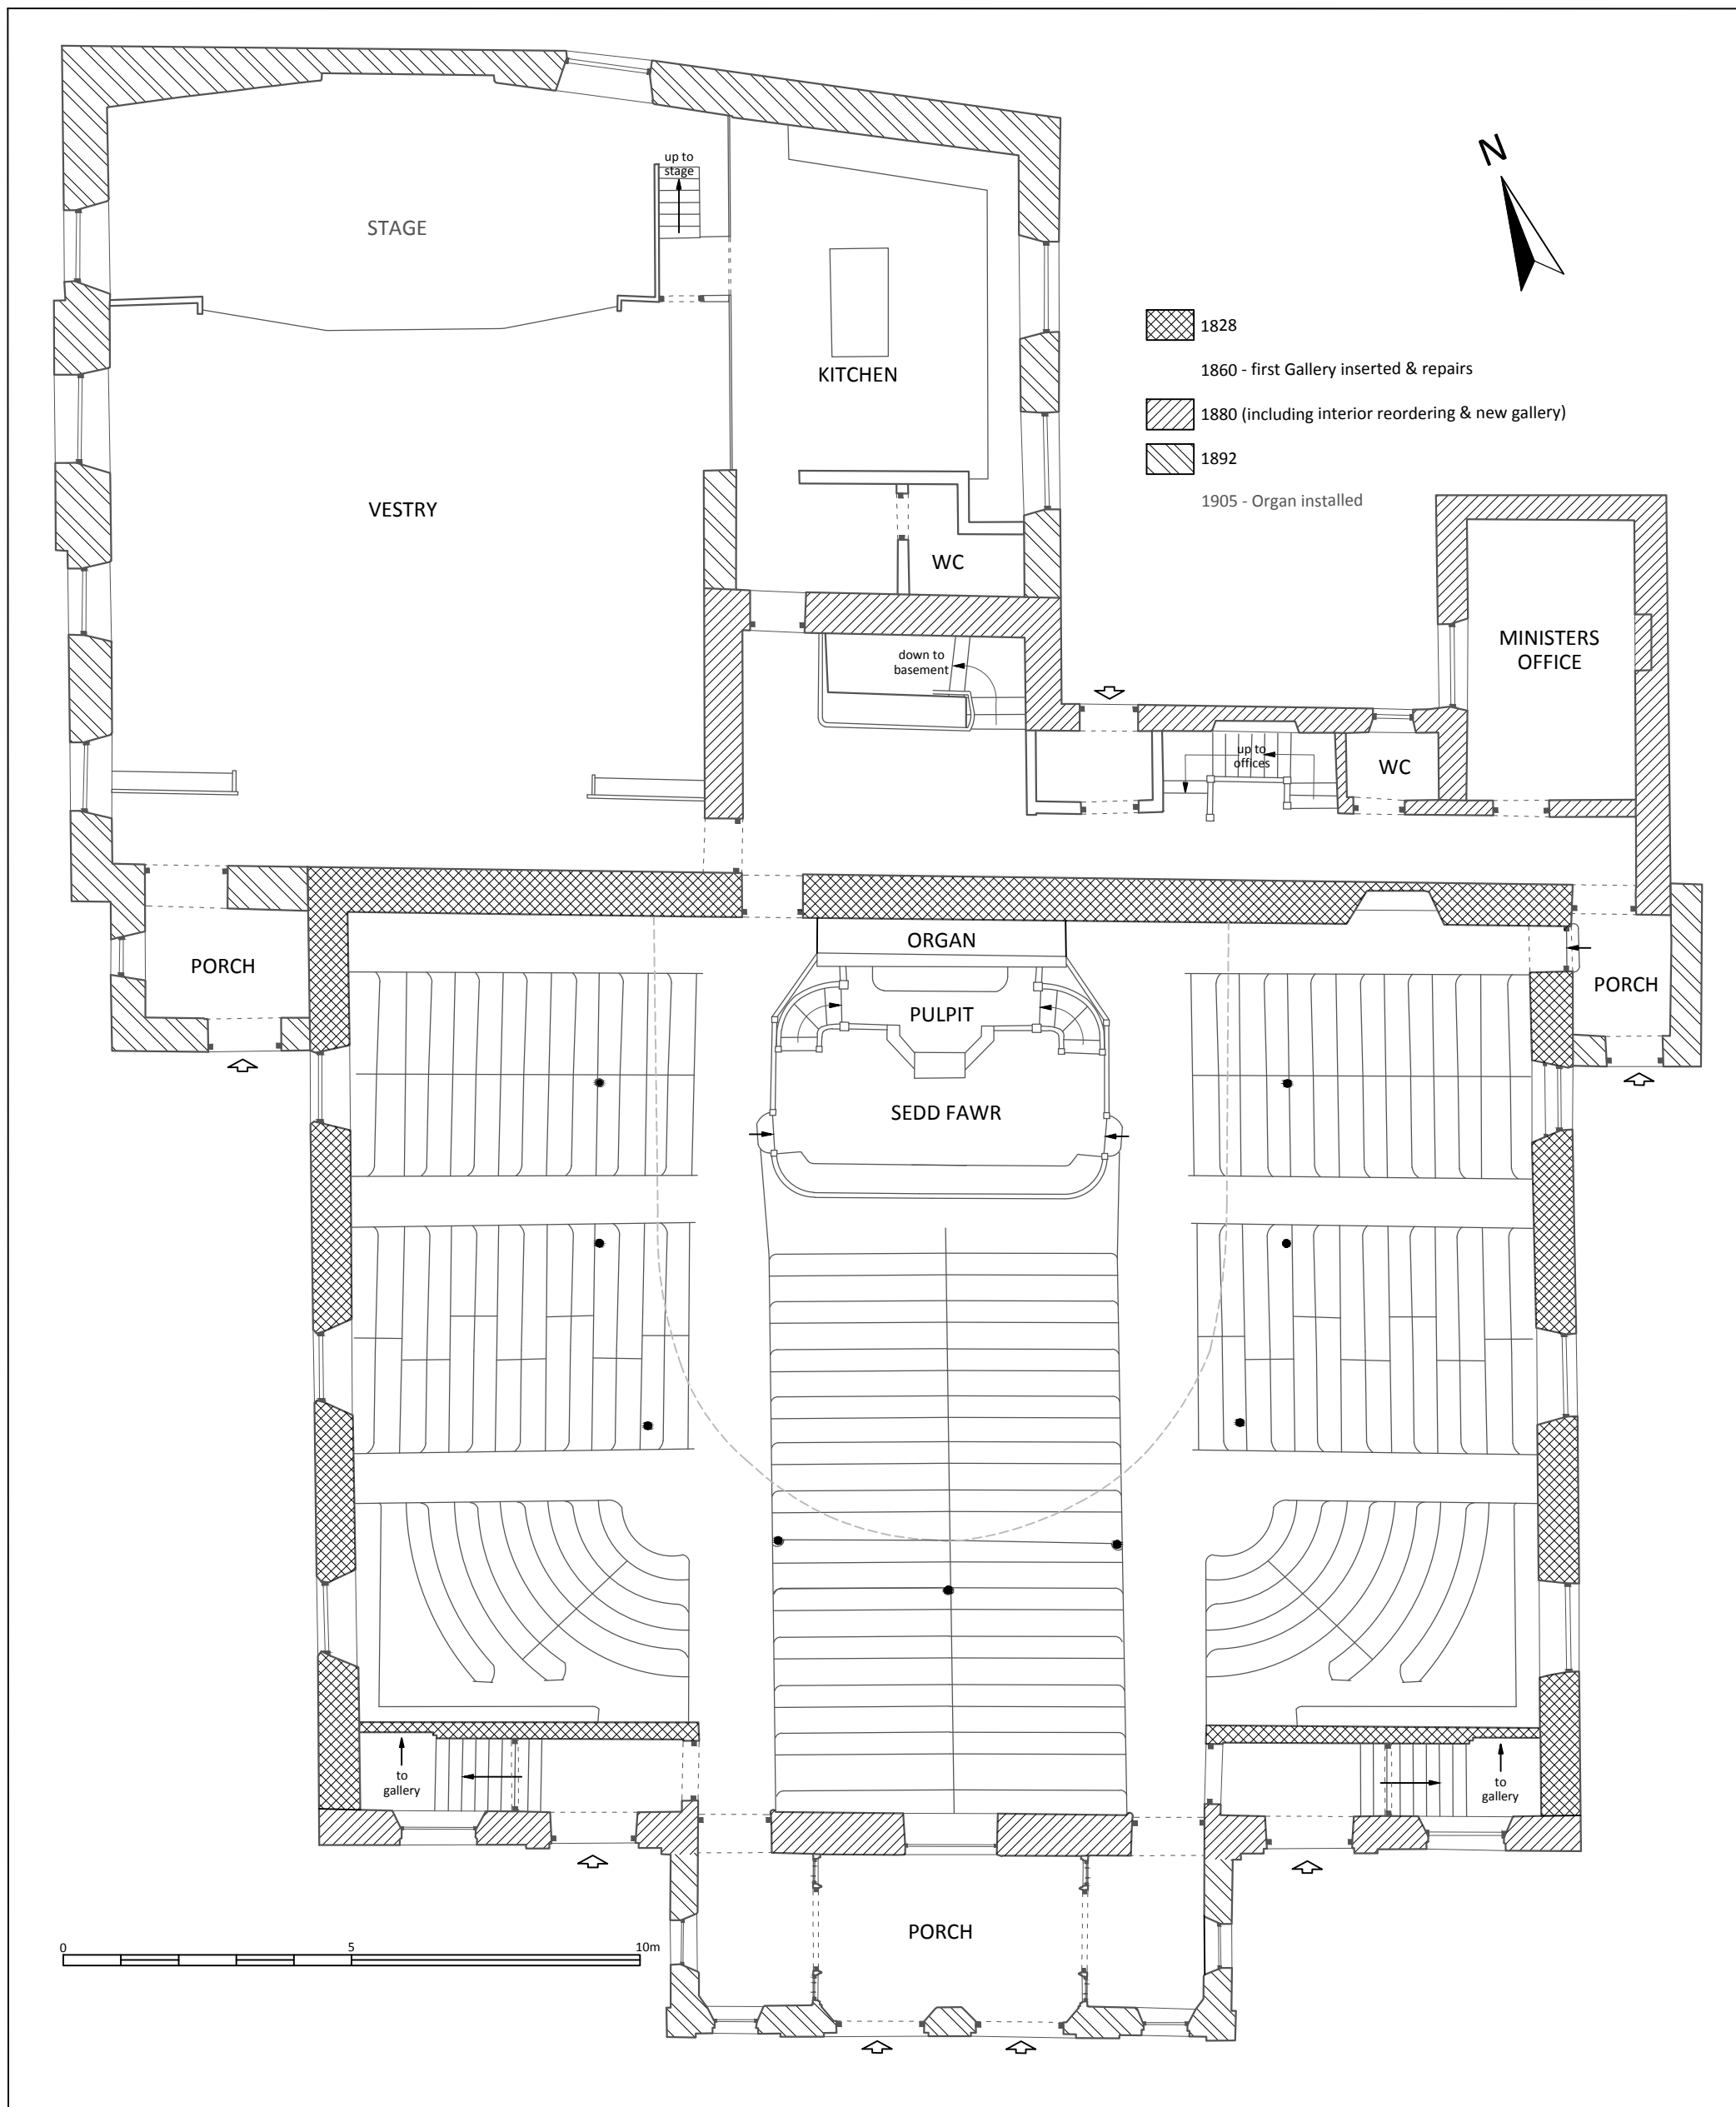 N
up to
stage
STAGE
1828
1860 - first Gallery inserted & repairs
KITCHEN
1880 (including interior reordering & new gallery)
1892
1905 - Organ installed
VESTRY
WC
MINISTERS
OFFICE
down to
basement
up to
offices
WC
ORGAN
PORCH
PORCH
PULPIT
SEDD FAWR
to
gallery
to
gallery
PORCH
0
5
10m